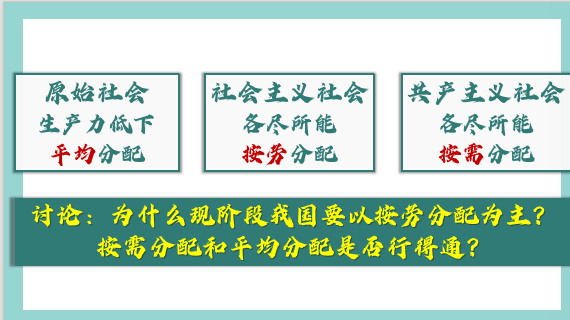 原始社会
生产力低下
平均分配
社会主义社会
各尽所能
按劳分配
共产主义社会
各尽所能
按需分配
讨论：为什么现阶段我国要以按劳分配为主？
按需分配和平均分配是否行得通？